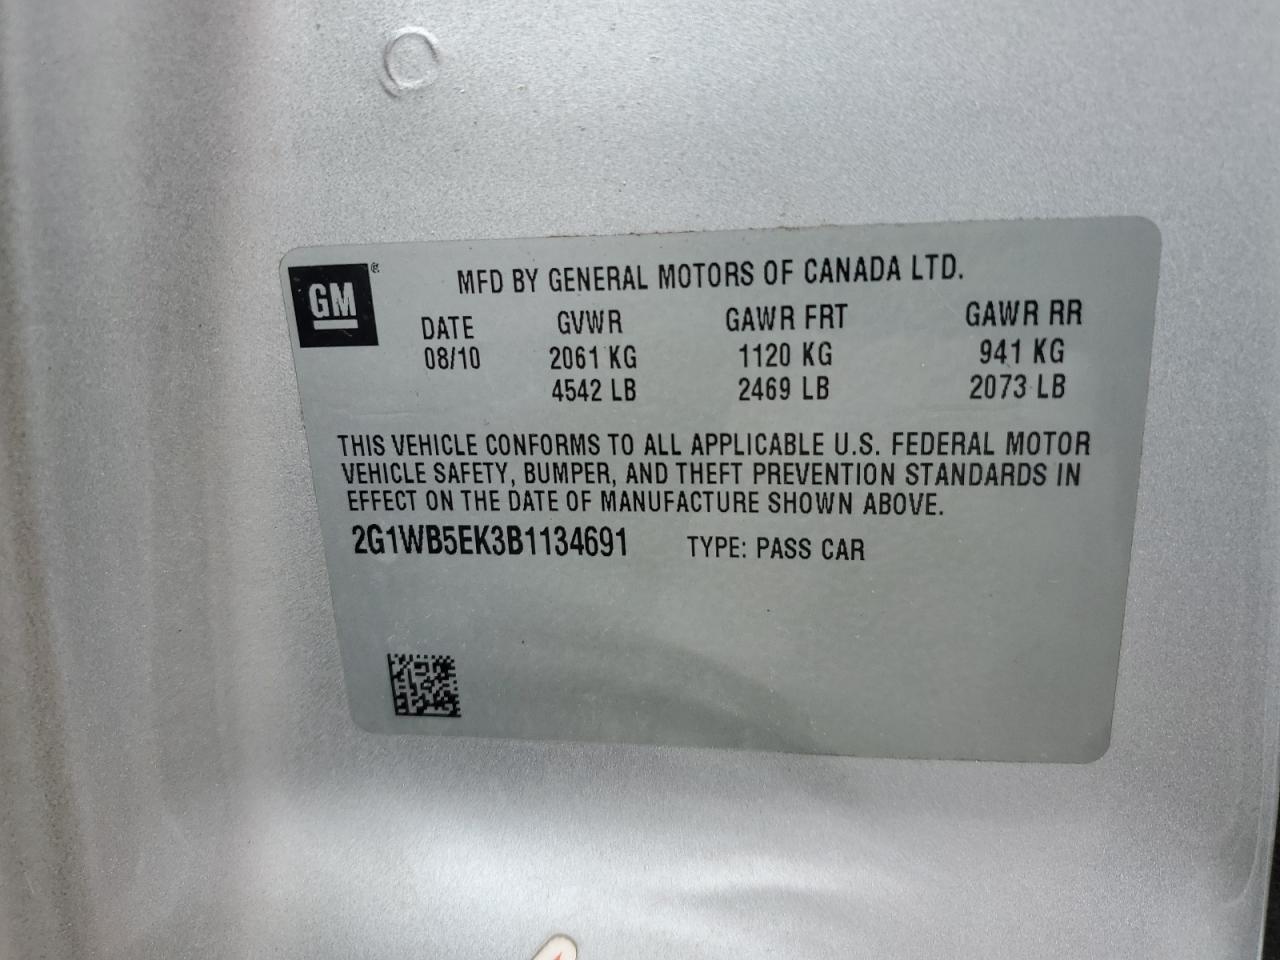 GM ®
MFD BY GENERAL MOTORS OF CANADA LTD.
DATE GVWR GAWR FRT GAWR RR
08/10 2061 KG 1120 KG 941 KG
4542 LB 2469 LB 2073 LB
THIS VEHICLE CONFORMS TO ALL APPLICABLE U.S. FEDERAL MOTOR
VEHICLE SAFETY, BUMPER, AND THEFT PREVENTION STANDARDS IN
EFFECT ON THE DATE OF MANUFACTURE SHOWN ABOVE.
2G1WB5EK3B1134691 TYPE: PASS CAR